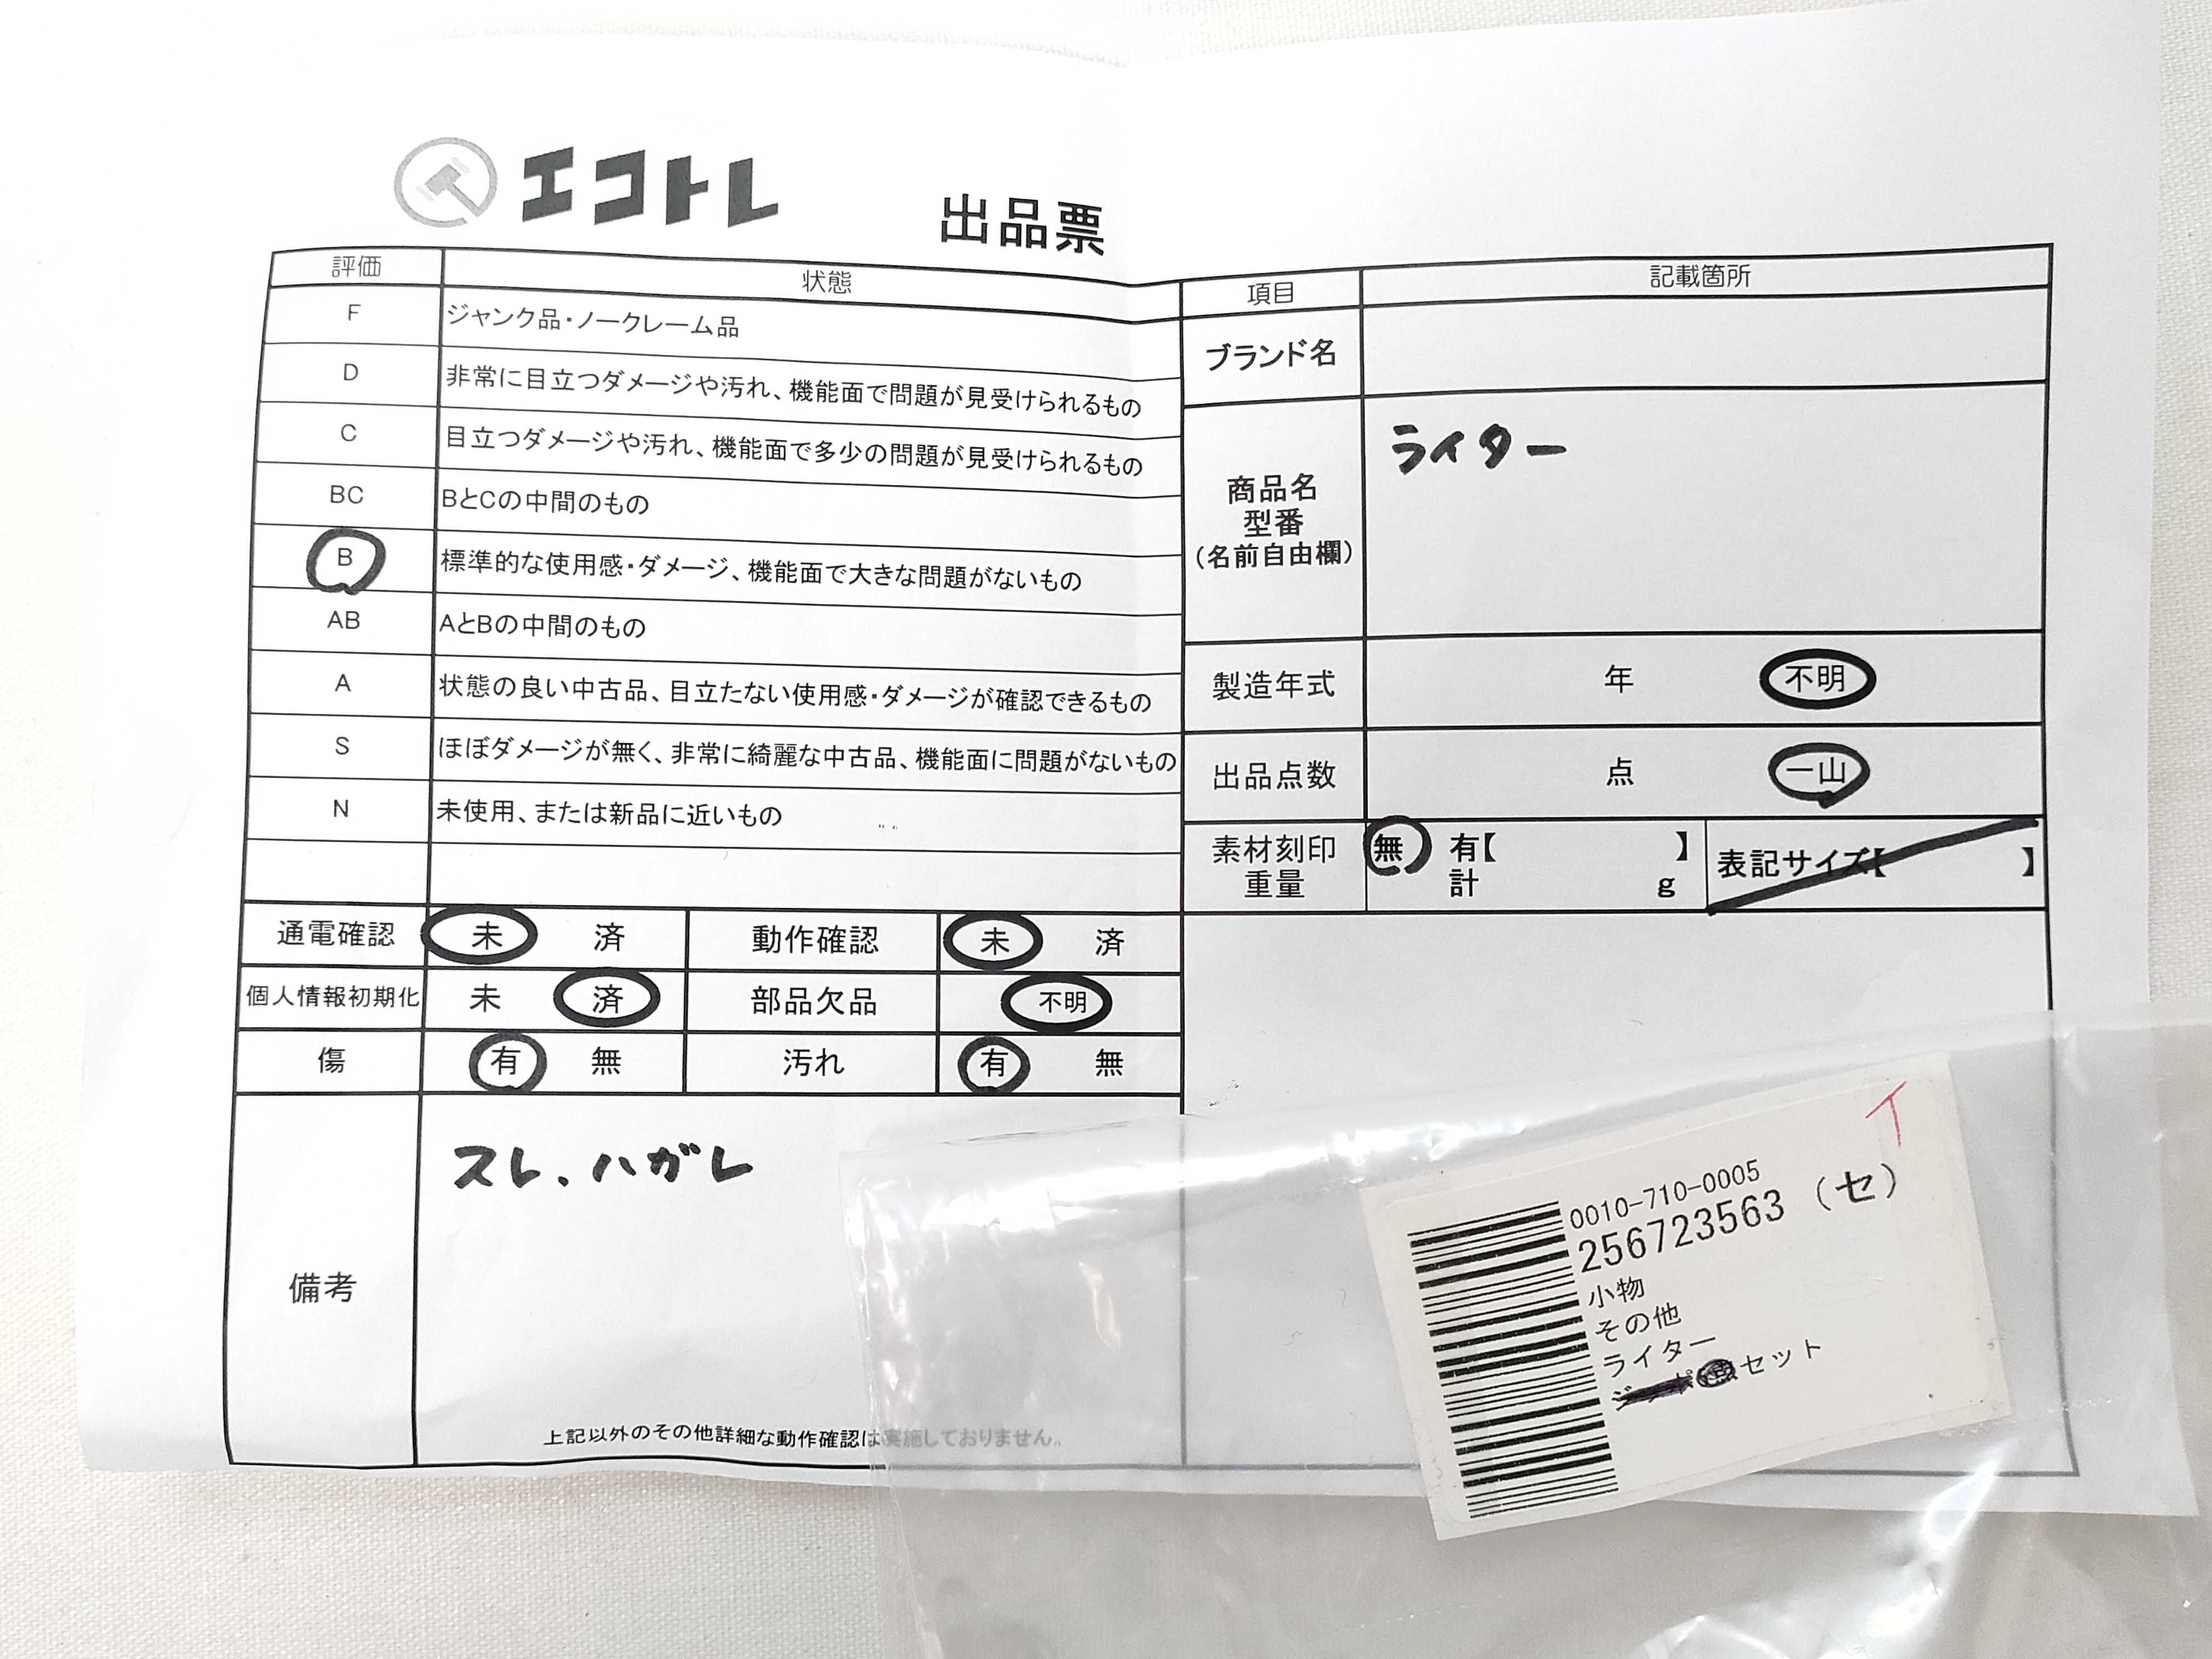 エコトレ
出品票
評価 状態
F ジャンク品・ノークレーム品
D 非常に目立つダメージや汚れ、機能面で問題が見受けられるもの
C 目立つダメージや汚れ、機能面で多少の問題が見受けられるもの
BC BとCの中間のもの
B 標準的な使用感・ダメージ、機能面で大きな問題がないもの
AB AとBの中間のもの
A 状態の良い中古品、目立たない使用感・ダメージが確認できるもの
S ほぼダメージが無く、非常に綺麗な中古品、機能面に問題がないもの
N 未使用、または新品に近いもの
通電確認 未 済 動作確認 未 済
個人情報初期化 未 済 部品欠品 不明
傷 有 無 汚れ 有 無
備考
スレ、ハガレ
上記以外のその他詳細な動作確認は実施しておりません。
項目 記載箇所
ブランド名
商品名
型番
(名前自由欄)
ライター
製造年式 年 不明
出品点数 点 一山
素材刻印
重量
無 有【 】
計 g
表記サイズ【 】
0010-710-0005
256723563 (セ)
小物
その他
ライター
セット